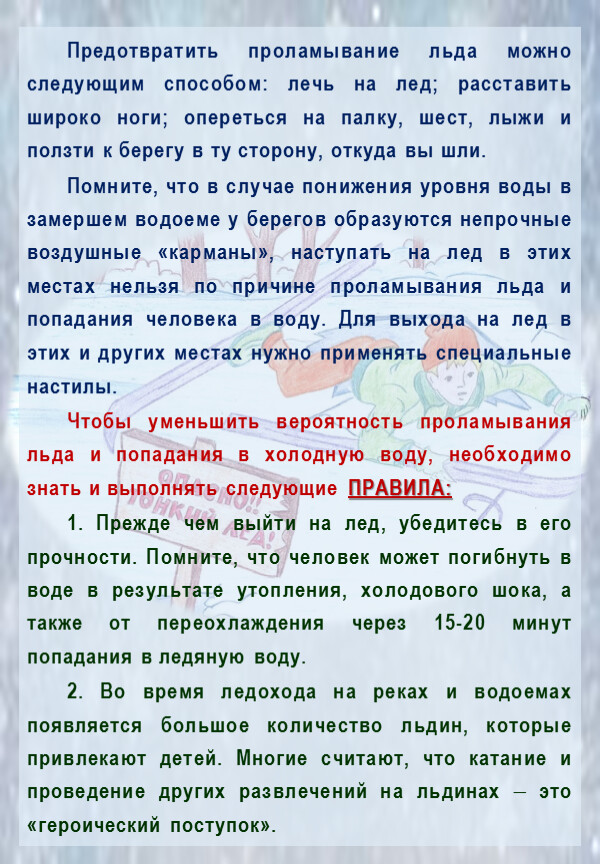 Предотвратить проламывание льда можно
следующим способом: лечь на лед; расставить
широко ноги; опереться на палку, шест, лыжи и
ползти к берегу в ту сторону, откуда вы шли.
Помните, что в случае понижения уровня воды в
замершем водоеме у берегов образуются непрочные
воздушные «карманы», наступать на лед в этих
местах нельзя по причине проламывания льда и
попадания человека в воду. Для выхода на лед в
этих и других местах нужно применять специальные
настилы.
Чтобы уменьшить вероятность проламывания
льда и попадания в холодную воду, необходимо
знать и выполнять следующие ПРАВИЛА:
ОПАСНО!!
ТОНКИЙ ЛЕД!
1. Прежде чем выйти на лед, убедитесь в его
прочности. Помните, что человек может погибнуть в
воде в результате утопления, холодового шока, а
также от переохлаждения через 15-20 минут
попадания в ледяную воду.
2. Во время ледохода на реках и водоемах
появляется большое количество льдин, которые
привлекают детей. Многие считают, что катание и
проведение других развлечений на льдинах – это
«героический поступок».